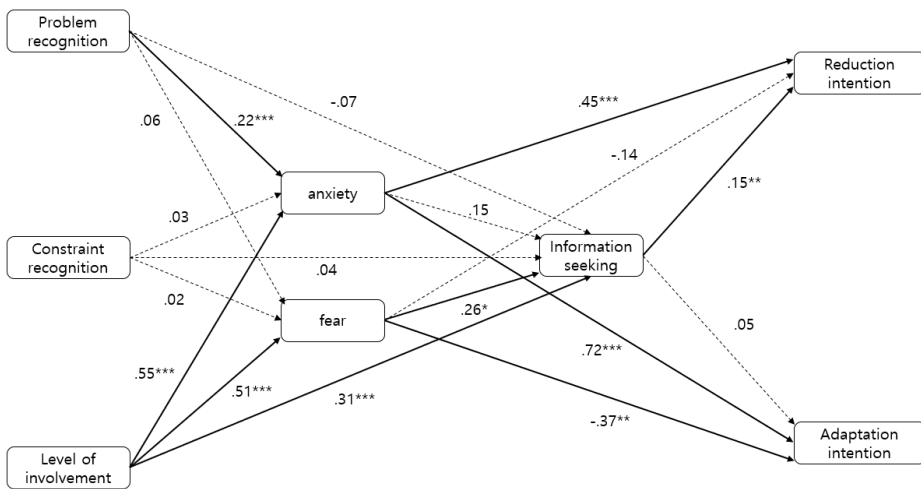 Problem
recognition
Reduction
intention
-.07
.45***
.06
.22***
-.14
anxiety
.15**
.15
.03
Constraint
recognition
Information
seeking
.04
.02
fear
.26*
.05
.72***
.55***
.51***
.31***
-.37**
Adaptation
intention
Level of
involvement